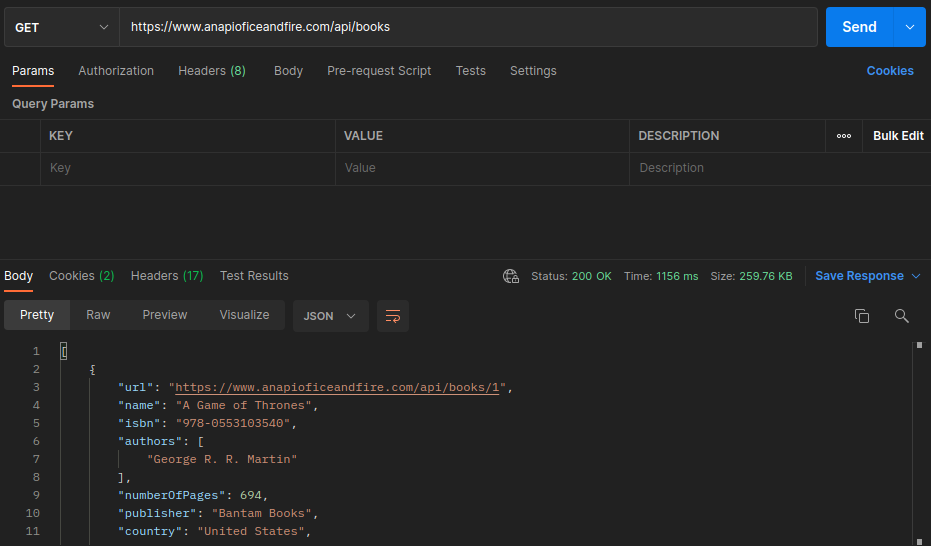 GET https://www.anapioficeandfire.com/api/books Send
Params Authorization Headers (8) Body Pre-request Script Tests Settings Cookies
Query Params
KEY VALUE DESCRIPTION ooo Bulk Edit
Key Value Description
Body Cookies (2) Headers (17) Test Results Status: 200 OK Time: 1156 ms Size: 259.76 KB Save Response
Pretty Raw Preview Visualize JSON
1 [
2 {
3 "url": "https://www.anapioficeandfire.com/api/books/1",
4 "name": "A Game of Thrones",
5 "isbn": "978-0553103540",
6 "authors": [
7 "George R. R. Martin"
8 ],
9 "numberOfPages": 694,
10 "publisher": "Bantam Books",
11 "country": "United States",